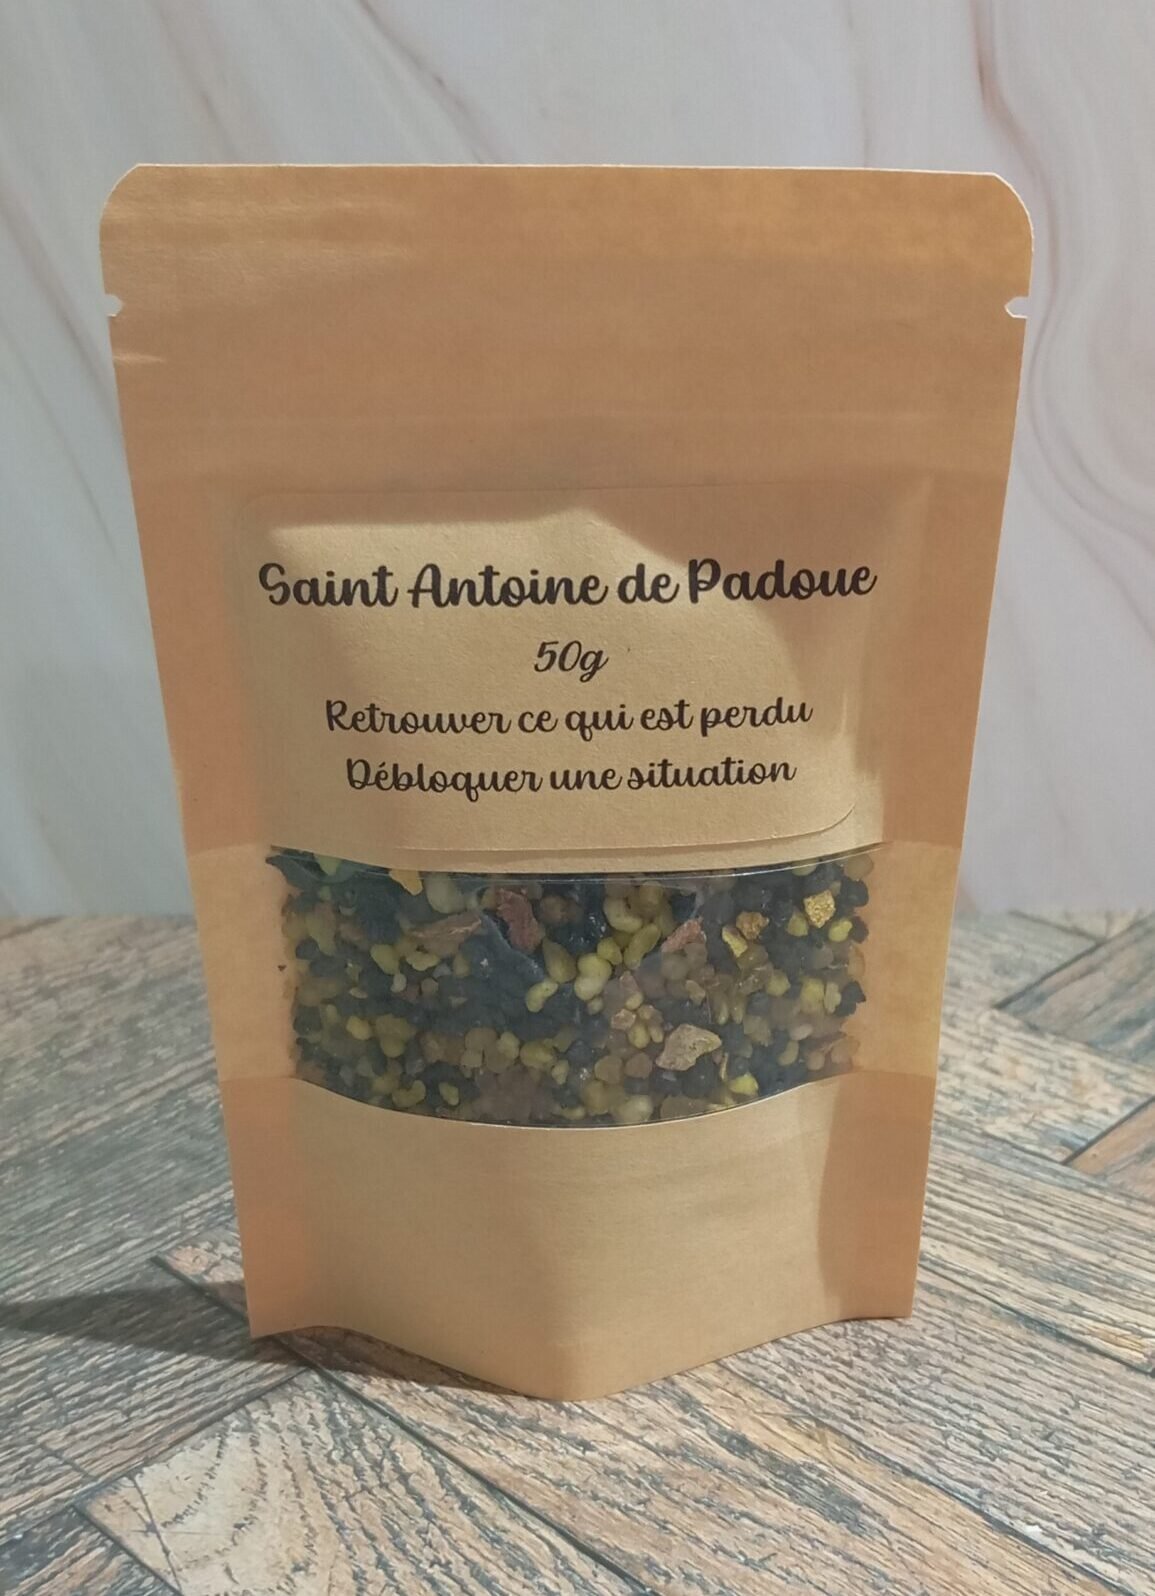 Saint Antoine de Padoue
50g
Retrouver ce qui est perdu
Débloquer une situation